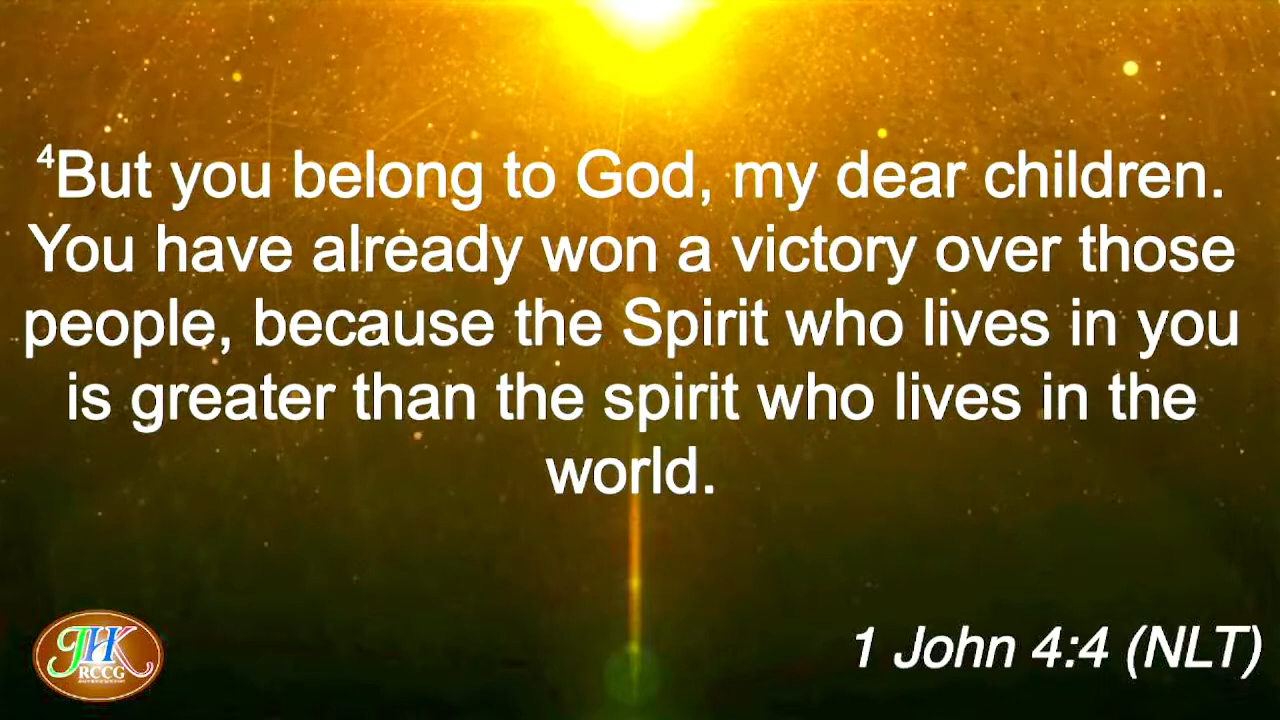 ⁴But you belong to God, my dear children.
You have already won a victory over those
people, because the Spirit who lives in you
is greater than the spirit who lives in the
world.
JHK
RCCG
1 John 4:4 (NLT)